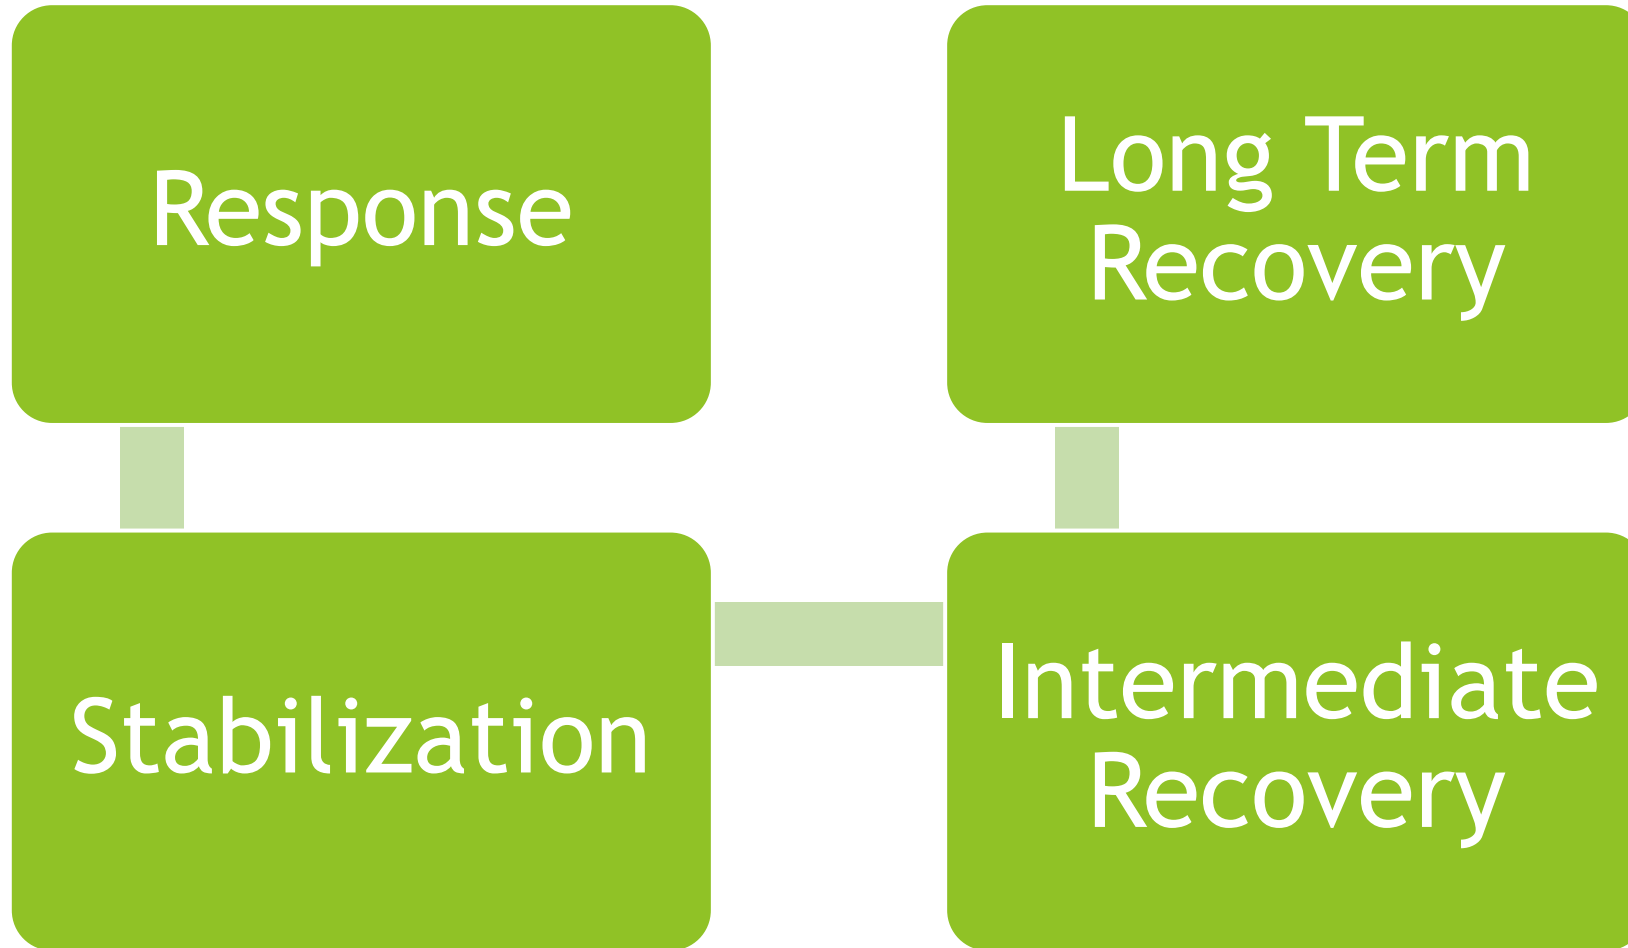 Response
Stabilization
Intermediate
Recovery
Long Term
Recovery